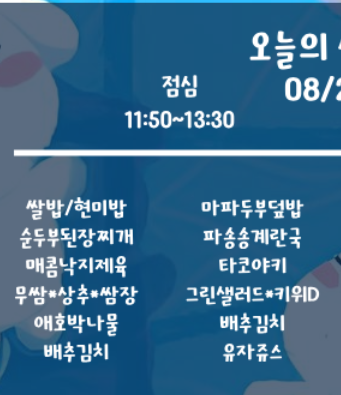 오늘의
점심
08/
11:50~13:30
쌀밥/현미밥
순두부된장찌개
매콤낙지제육
무쌈*상추*쌈장
애호박나물
배추김치
마파두부덮밥
파송송계란국
타코야키
그린샐러드*키위D
배추김치
유자쥬스